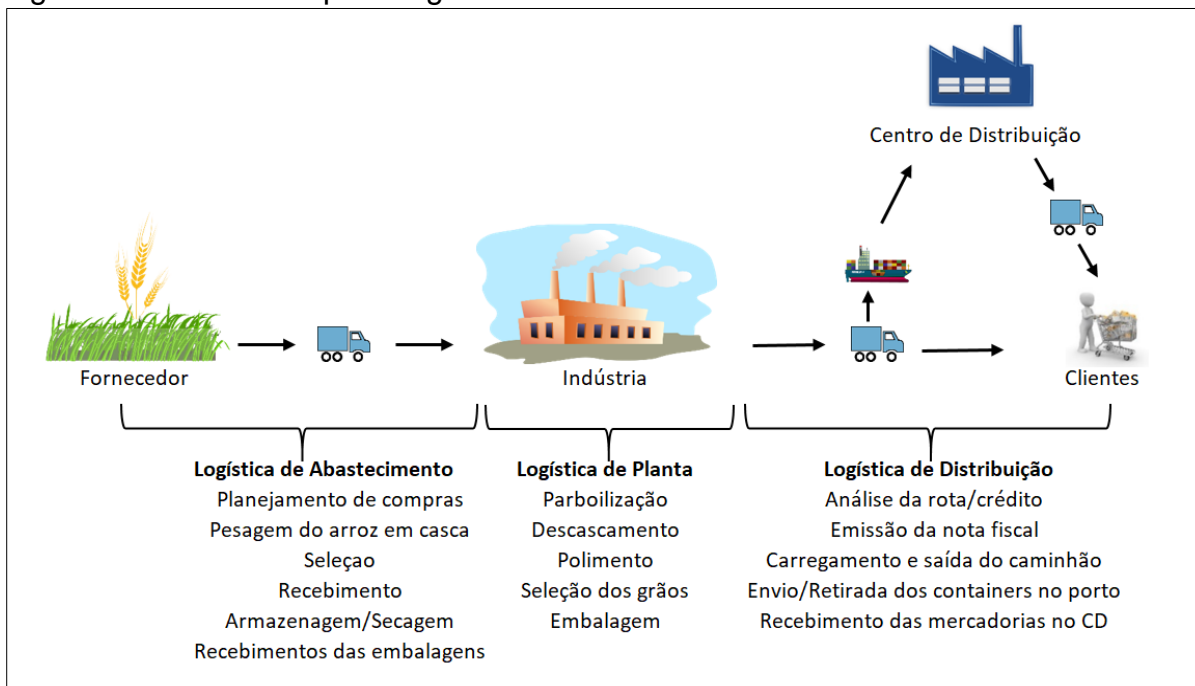 Centro de Distribuição
Fornecedor
Indústria
Clientes
Logística de Abastecimento
Planejamento de compras
Pesagem do arroz em casca
Seleçao
Recebimento
Armazenagem/Secagem
Recebimentos das embalagens
Logística de Planta
Parboilização
Descascamento
Polimento
Seleção dos grãos
Embalagem
Logística de Distribuição
Análise da rota/crédito
Emissão da nota fiscal
Carregamento e saída do caminhão
Envio/Retirada dos containers no porto
Recebimento das mercadorias no CD